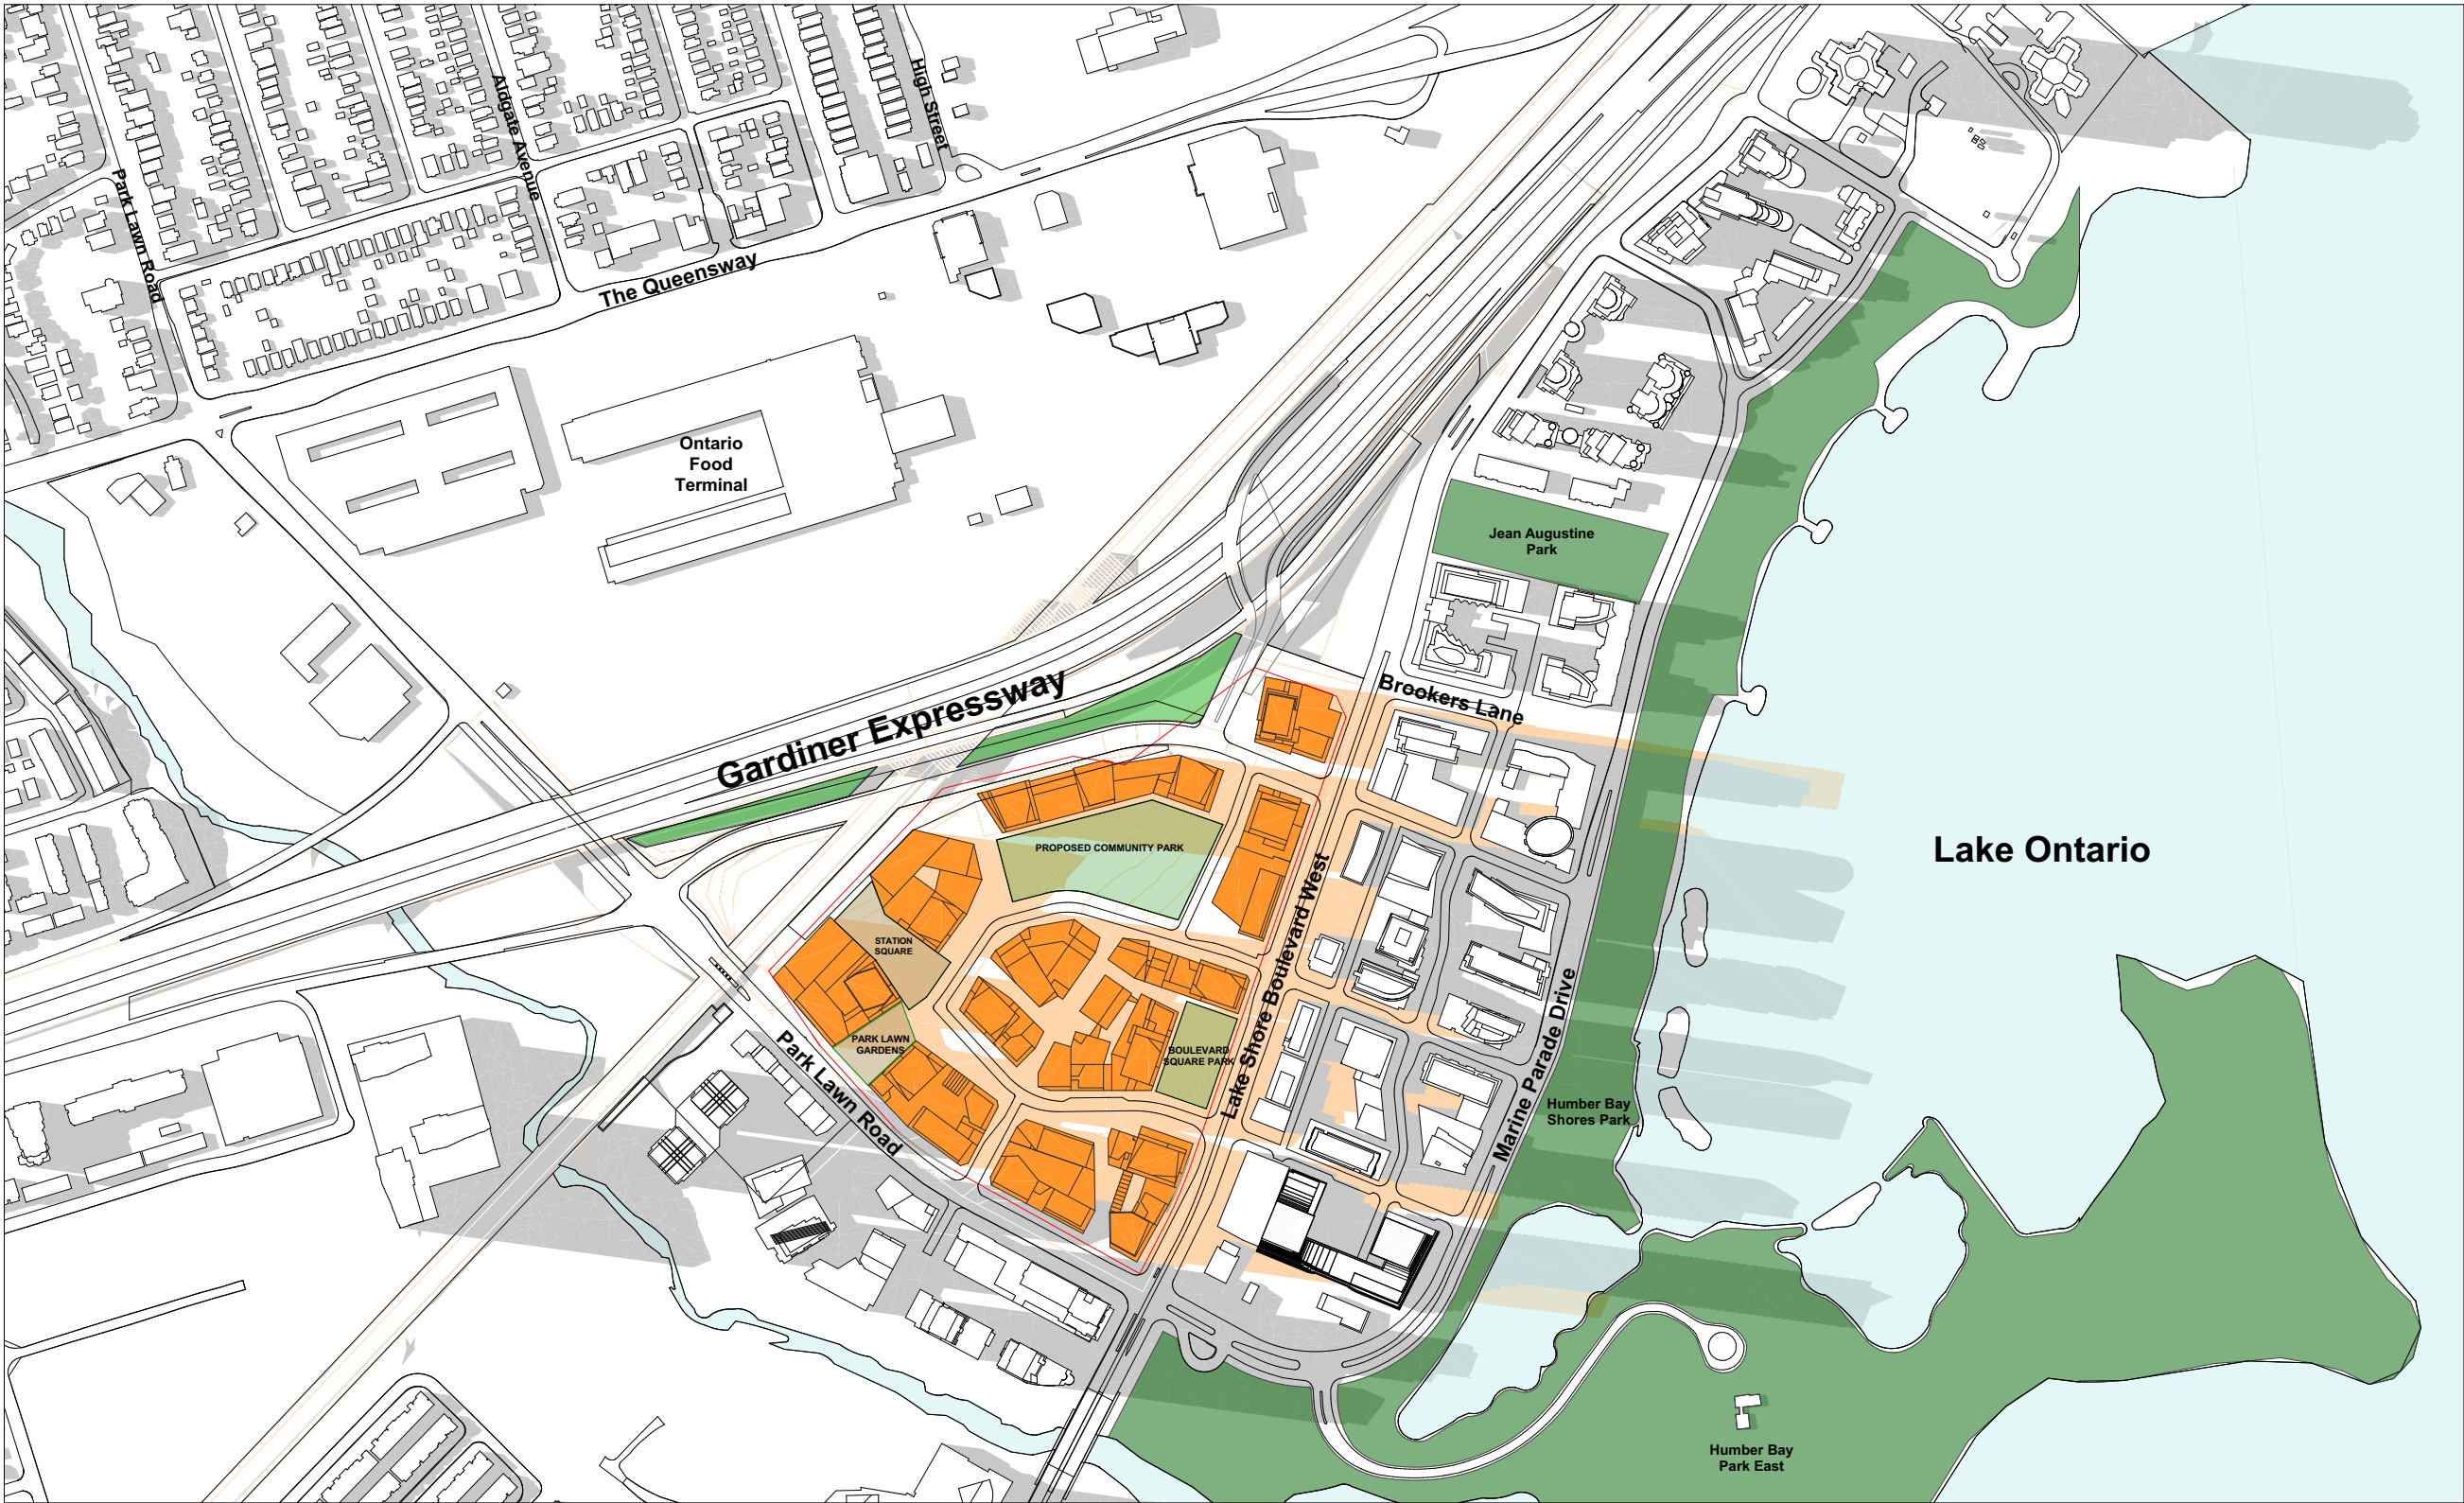 High Street
Aldgate Avenue
Park Lawn Road
The Queensway
Ontario
Food
Terminal
Jean Augustine
Park
Gardiner Expressway
Brookers Lane
PROPOSED COMMUNITY PARK
Lake Ontario
STATION
SQUARE
Lake Shore Boulevard West
PARK LAWN
GARDENS
BOULEVARD
SQUARE PARK
Park Lawn Road
Marine Parade Drive
Humber Bay
Shores Park
Humber Bay
Park East